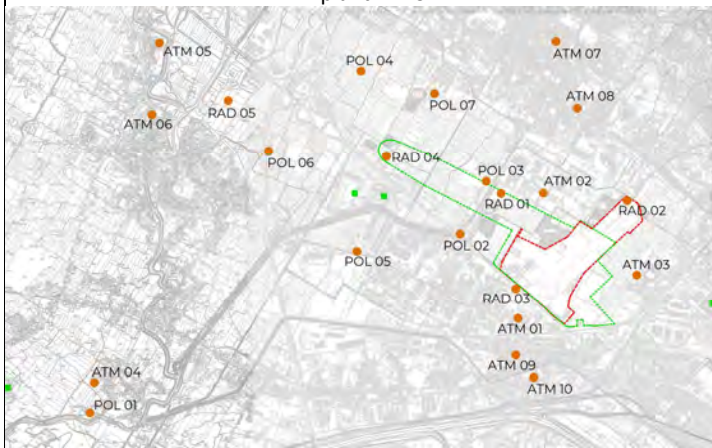 ATM 05
ATM 07
POL 04
POL 07
ATM 08
RAD 05
ATM 06
POL 06
RAD 04
POL 03
ATM 02
RAD 01
RAD 02
POL 02
POL 05
ATM 03
RAD 03
ATM 01
ATM 09
ATM 10
ATM 04
POL 01